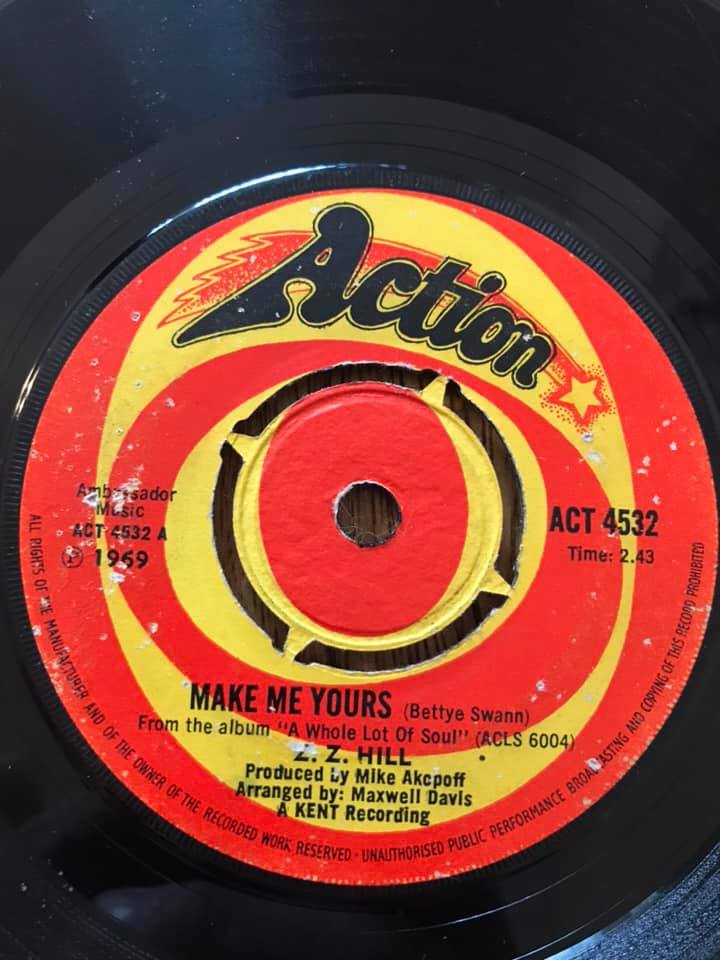 Action
Ambassador
Music
ACT 4532 A
Ⓟ 1969
ACT 4532
Time: 2.43
MAKE ME YOURS (Bettye Swann)
From the album "A Whole Lot Of Soul" (ACLS 6004)
Z. Z. HILL
Produced by Mike Akcpoff
Arranged by: Maxwell Davis
A KENT Recording
ALL RIGHTS OF THE MANUFACTURER AND OF THE OWNER OF THE RECORDED WORK RESERVED · UNAUTHORISED PUBLIC PERFORMANCE BROADCASTING AND COPYING OF THIS RECORD PROHIBITED